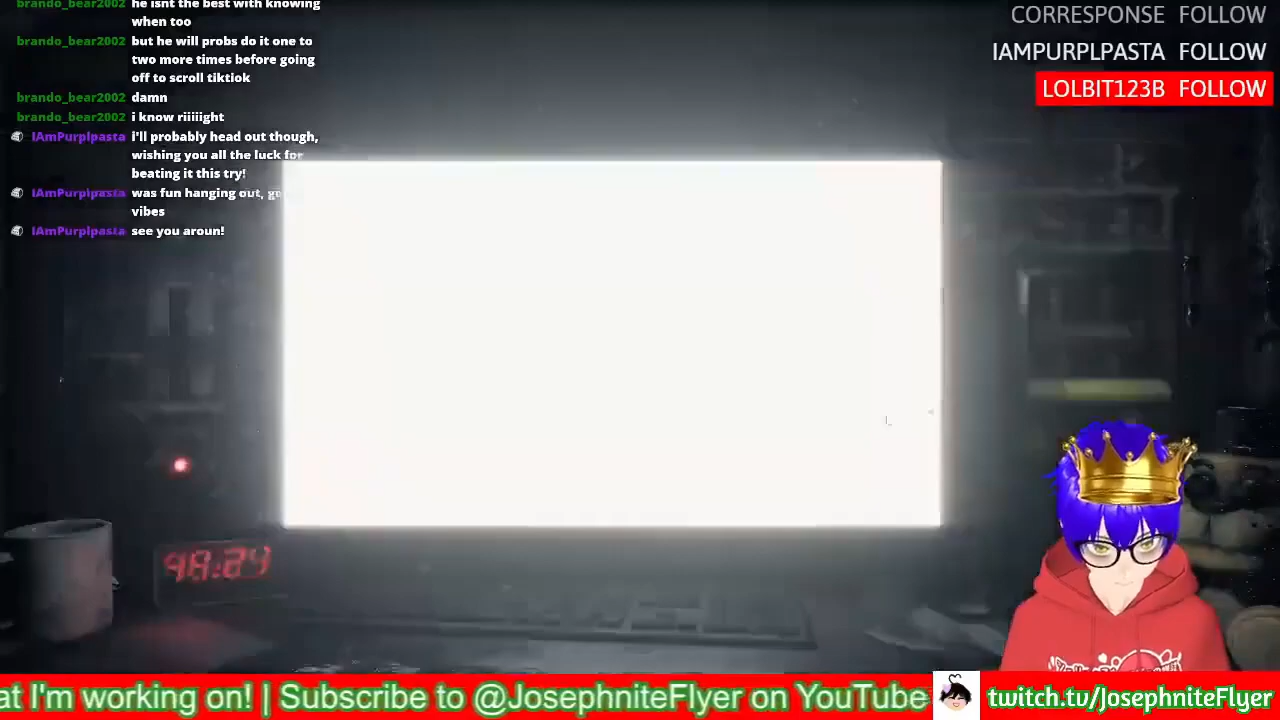 he isnt the best with knowing
when too
brando_bear2002 but he will probs do it one to
two more times before going
off to scroll tiktiok
brando_bear2002 damn
brando_bear2002 i know riiiiight
IAmPurplpasta i'll probably head out though,
wishing you all the luck for
beating it this try!
IAmPurplpasta was fun hanging out,
vibes
IAmPurplpasta see you aroun!
CORRESPONSE FOLLOW
IAMPURPLPASTA FOLLOW
LOLBIT123B FOLLOW
at I'm working on! | Subscribe to @JosephniteFlyer on YouTube
twitch.tv/JosephniteFlyer